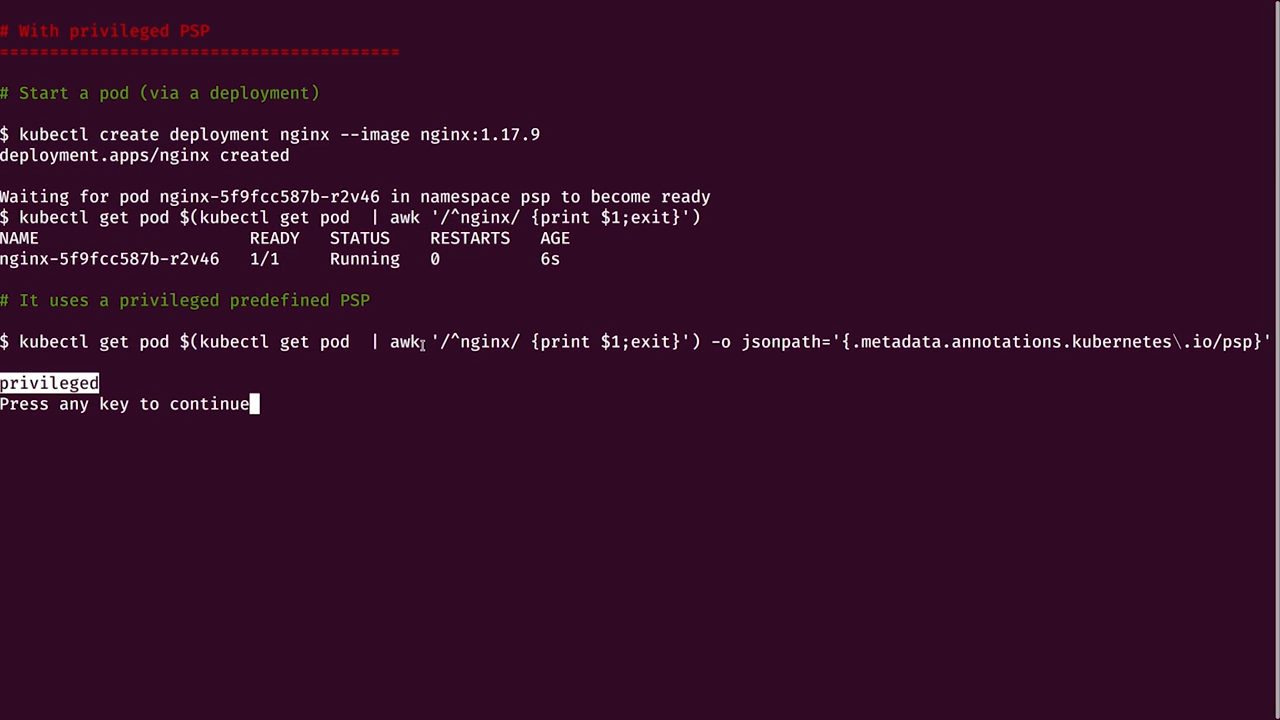 # With privileged PSP
========================================
# Start a pod (via a deployment)
$ kubectl create deployment nginx --image nginx:1.17.9
deployment.apps/nginx created
Waiting for pod nginx-5f9fcc587b-r2v46 in namespace psp to become ready
$ kubectl get pod $(kubectl get pod  | awk '/^nginx/ {print $1;exit}')
NAME                     READY   STATUS    RESTARTS   AGE
nginx-5f9fcc587b-r2v46   1/1     Running   0          6s
# It uses a privileged predefined PSP
$ kubectl get pod $(kubectl get pod  | awk '/^nginx/ {print $1;exit}') -o jsonpath='{.metadata.annotations.kubernetes\.io/psp}'
privileged
Press any key to continue